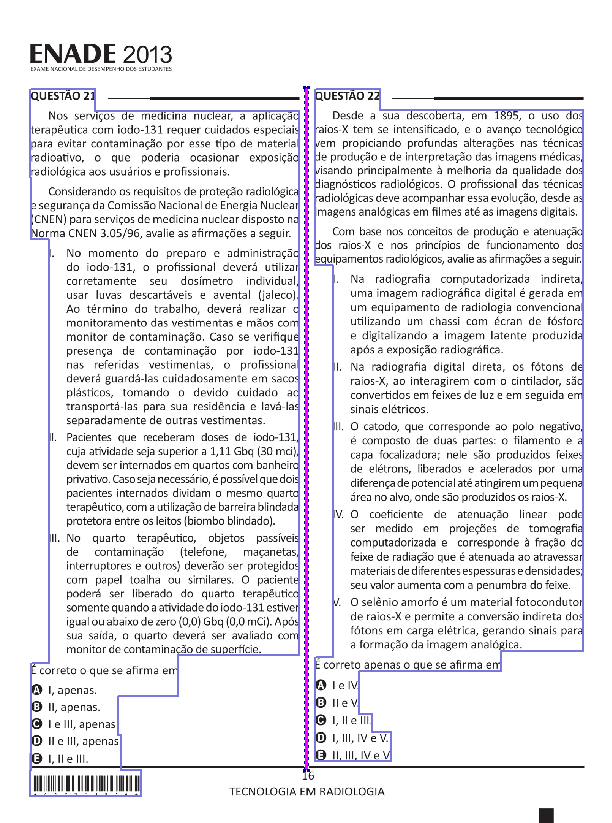 ENADE 2013
EXAME NACIONAL DE DESEMPENHO DOS ESTUDANTES
QUESTÃO 21
Nos serviços de medicina nuclear, a aplicação
terapêutica com iodo-131 requer cuidados especiais
para evitar contaminação por esse tipo de material
radioativo, o que poderia ocasionar exposição
radiológica aos usuários e profissionais.
Considerando os requisitos de proteção radiológica
e segurança da Comissão Nacional de Energia Nuclear
(CNEN) para serviços de medicina nuclear disposto na
Norma CNEN 3.05/96, avalie as afirmações a seguir.
I. No momento do preparo e administração
do iodo-131, o profissional deverá utilizar
corretamente seu dosímetro individual,
usar luvas descartáveis e avental (jaleco).
Ao término do trabalho, deverá realizar o
monitoramento das vestimentas e mãos com
monitor de contaminação. Caso se verifique
presença de contaminação por iodo-131
nas referidas vestimentas, o profissional
deverá guardá-las cuidadosamente em sacos
plásticos, tomando o devido cuidado ao
transportá-las para sua residência e lavá-las
separadamente de outras vestimentas.
II. Pacientes que receberam doses de iodo-131,
cuja atividade seja superior a 1,11 Gbq (30 mci),
devem ser internados em quartos com banheiro
privativo. Caso seja necessário, é possível que dois
pacientes internados dividam o mesmo quarto
terapêutico, com a utilização de barreira blindada
protetora entre os leitos (biombo blindado).
III. No quarto terapêutico, objetos passíveis
de contaminação (telefone, maçanetas,
interruptores e outros) deverão ser protegidos
com papel toalha ou similares. O paciente
poderá ser liberado do quarto terapêutico
somente quando a atividade do iodo-131 estiver
igual ou abaixo de zero (0,0) Gbq (0,0 mCi). Após
sua saída, o quarto deverá ser avaliado com
monitor de contaminação de superfície.
É correto o que se afirma em
A I, apenas.
B II, apenas.
C I e III, apenas
D II e III, apenas
E I, II e III.
QUESTÃO 22
Desde a sua descoberta, em 1895, o uso dos
raios-X tem se intensificado, e o avanço tecnológico
vem propiciando profundas alterações nas técnicas
de produção e de interpretação das imagens médicas,
visando principalmente à melhoria da qualidade dos
diagnósticos radiológicos. O profissional das técnicas
radiológicas deve acompanhar essa evolução, desde as
imagens analógicas em filmes até as imagens digitais.
Com base nos conceitos de produção e atenuação
dos raios-X e nos princípios de funcionamento dos
equipamentos radiológicos, avalie as afirmações a seguir.
I. Na radiografia computadorizada indireta,
uma imagem radiográfica digital é gerada em
um equipamento de radiologia convencional
utilizando um chassi com écran de fósforo
e digitalizando a imagem latente produzida
após a exposição radiográfica.
II. Na radiografia digital direta, os fótons de
raios-X, ao interagirem com o cintilador, são
convertidos em feixes de luz e em seguida em
sinais elétricos.
III. O catodo, que corresponde ao polo negativo,
é composto de duas partes: o filamento e a
capa focalizadora; nele são produzidos feixes
de elétrons, liberados e acelerados por uma
diferença de potencial até atingirem um pequena
área no alvo, onde são produzidos os raios-X.
IV. O coeficiente de atenuação linear pode
ser medido em projeções de tomografia
computadorizada e corresponde à fração do
feixe de radiação que é atenuada ao atravessar
materiais de diferentes espessuras e densidades;
seu valor aumenta com a penumbra do feixe.
V. O selênio amorfo é um material fotocondutor
de raios-X e permite a conversão indireta dos
fótons em carga elétrica, gerando sinais para
a formação da imagem analógica.
É correto apenas o que se afirma em
A I e IV.
B II e V.
C I, II e III.
D I, III, IV e V.
E II, III, IV e V
16
TECNOLOGIA EM RADIOLOGIA